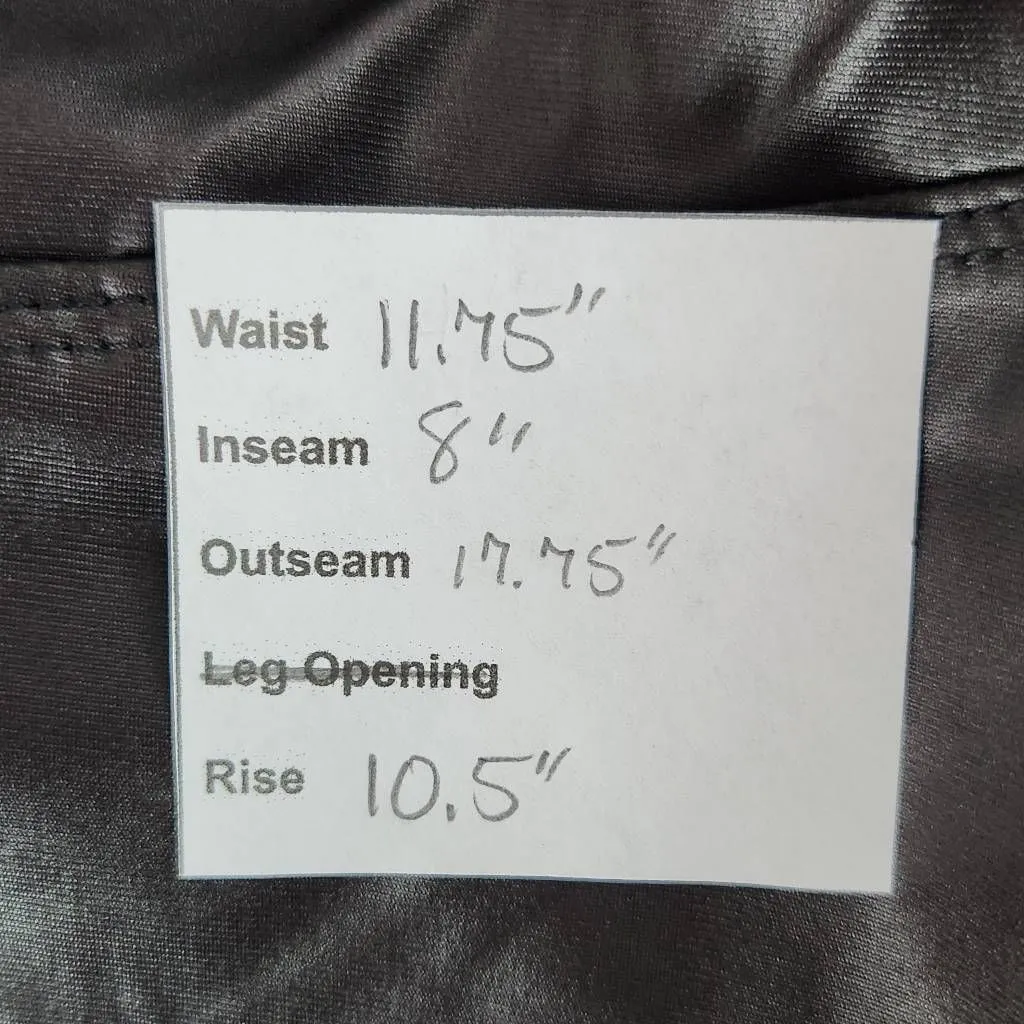 Waist 11.75"
Inseam 8"
Outseam 17.75"
Leg Opening
Rise 10.5"